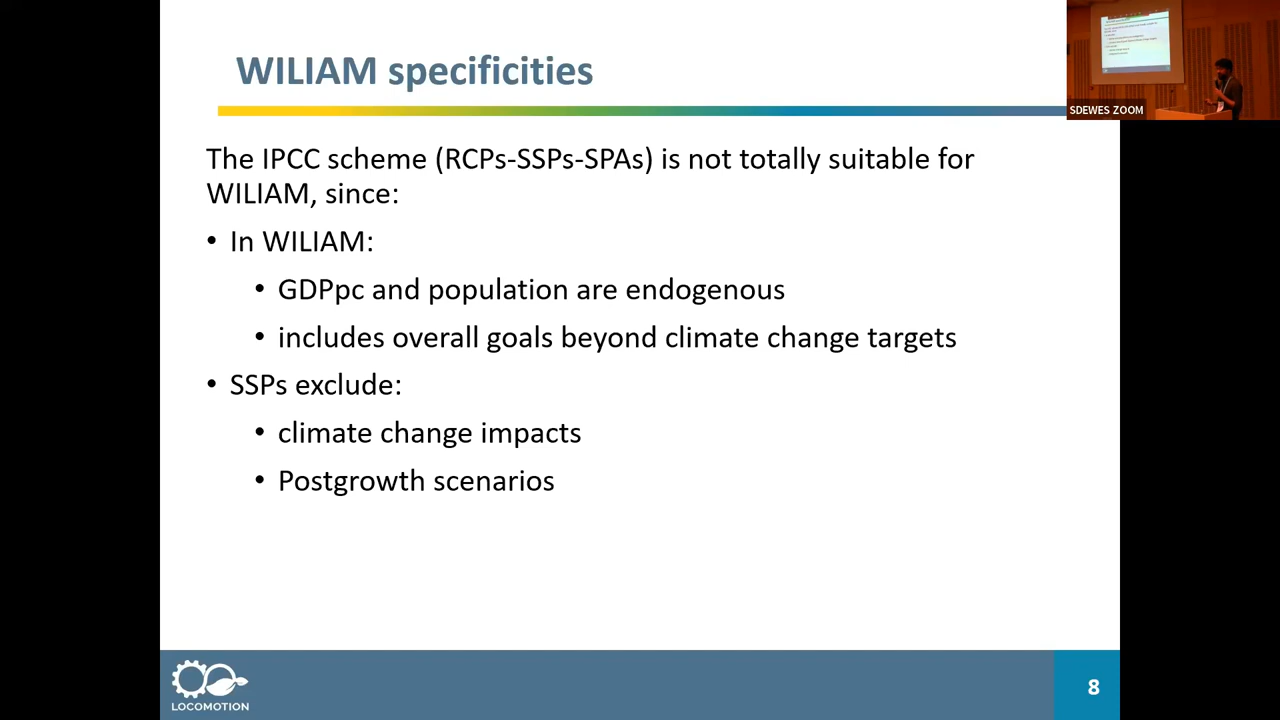 WILIAM specificities
SDEWES ZOOM
The IPCC scheme (RCPs-SSPs-SPAs) is not totally suitable for
WILIAM, since:
• In WILIAM:
• GDPpc and population are endogenous
• includes overall goals beyond climate change targets
• SSPs exclude:
• climate change impacts
• Postgrowth scenarios
LOCOMOTION
8